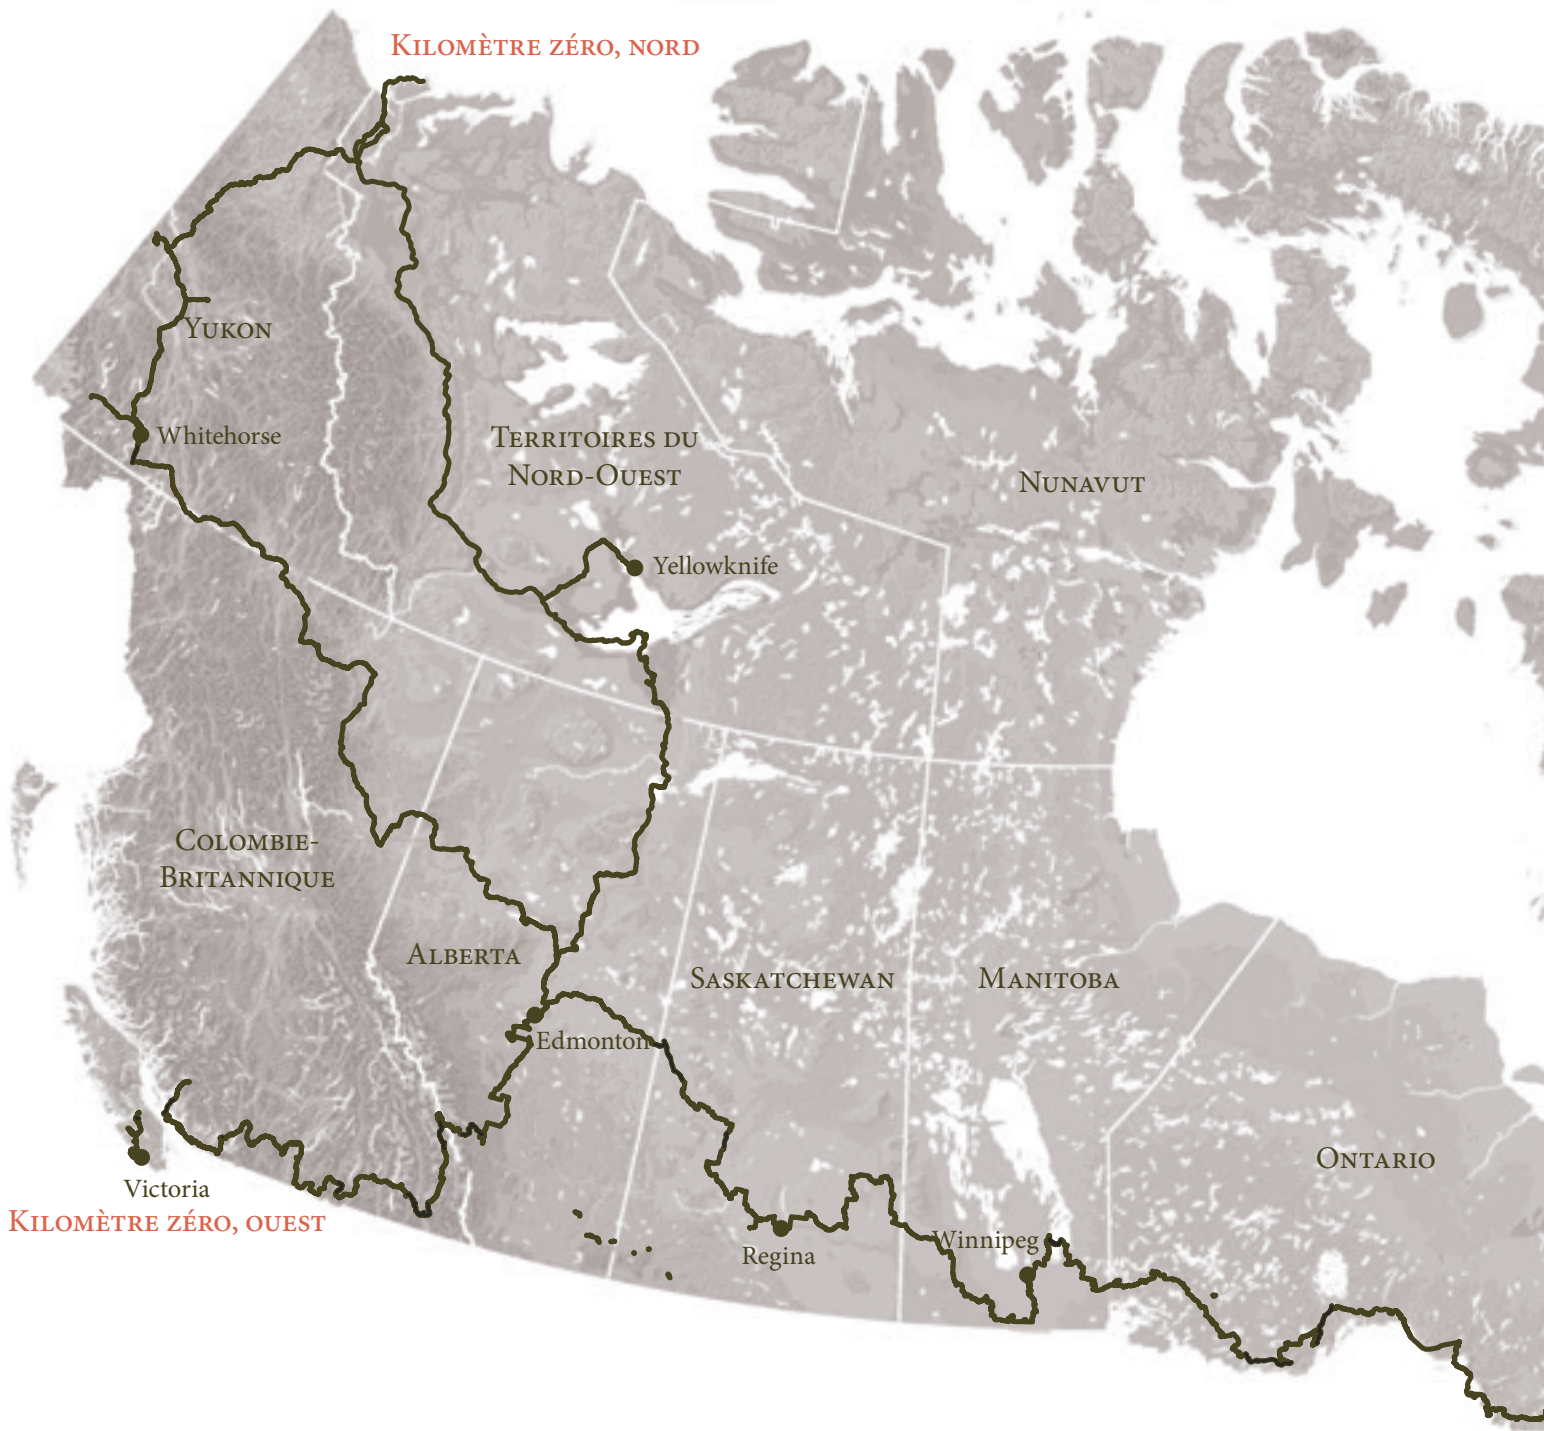 Kilomètre zéro, nord
Yukon
Whitehorse
Territoires du
Nord-Ouest
Nunavut
Yellowknife
Colombie-
Britannique
Alberta
Saskatchewan
Manitoba
Edmonton
Ontario
Victoria
Kilomètre zéro, ouest
Winnipeg
Regina